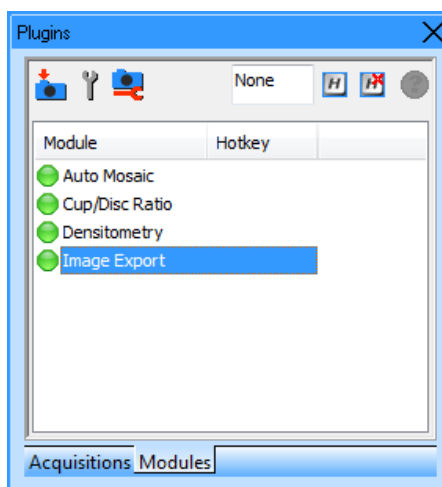 Plugins
None
H H
Module Hotkey
Auto Mosaic
Cup/Disc Ratio
Densitometry
Image Export
Acquisitions Modules